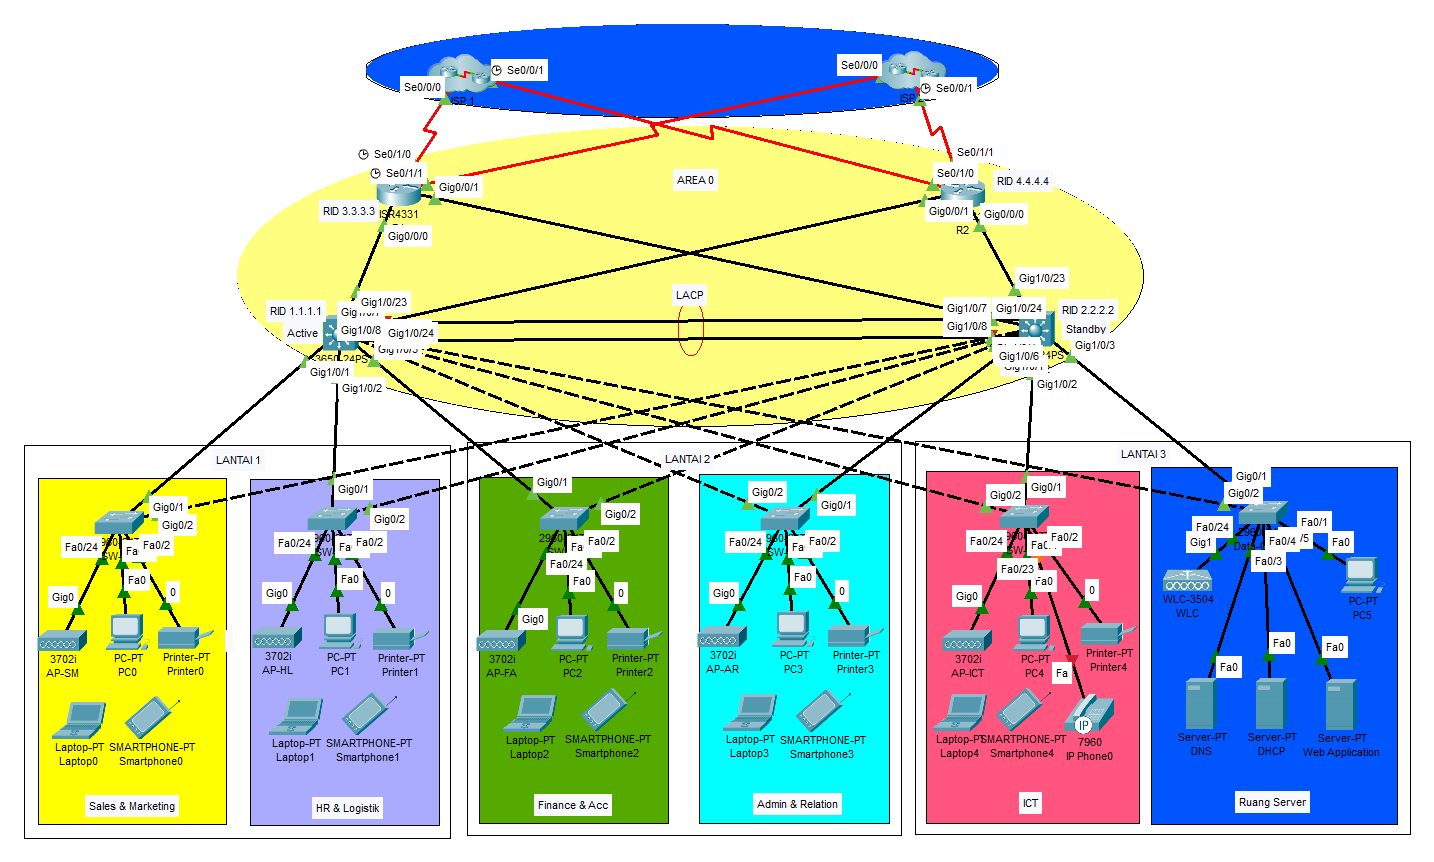 Se0/0/1
Se0/0/0
Se0/0/0
Se0/0/1
ISP 1
ISP
Se0/1/0
Se0/1/1
Gig0/0/1
AREA 0
Se0/1/1
Se0/1/0
RID 4.4.4.4
RID 3.3.3.3
ISR4331
Gig0/0/0
Gig0/0/1
Gig0/0/0
R2
Gig1/0/23
RID 1.1.1.1
Active
Gig1/0/8
Gig1/0/24
Gig1/0/1
Gig1/0/2
LACP
Gig1/0/23
Gig1/0/7
Gig1/0/24
RID 2.2.2.2
Gig1/0/8
Standby
Gig1/0/3
Gig1/0/6
Gig1/0/2
LANTAI 1
LANTAI 2
LANTAI 3
Gig0/1
Gig0/2
Fa0/24
Fa0/2
Fa0
Gig0
0
3702i
AP-SM
PC-PT
PC0
Printer-PT
Printer0
Laptop-PT
Laptop0
SMARTPHONE-PT
Smartphone0
Sales & Marketing
Gig0/1
Gig0/2
Fa0/24
Fa0/2
Fa0
Gig0
0
3702i
AP-HL
PC-PT
PC1
Printer-PT
Printer1
Laptop-PT
Laptop1
SMARTPHONE-PT
Smartphone1
HR & Logistik
Gig0/1
Gig0/2
Fa0/2
Fa0/24
Fa0
Gig0
0
3702i
AP-FA
PC-PT
PC2
Printer-PT
Printer2
Laptop-PT
Laptop2
SMARTPHONE-PT
Smartphone2
Finance & Acc
Gig0/2
Gig0/1
Fa0/24
Fa0/2
Fa0
Gig0
0
3702i
AP-AR
PC-PT
PC3
Printer-PT
Printer3
Laptop-PT
Laptop3
SMARTPHONE-PT
Smartphone3
Admin & Relation
Gig0/1
Gig0/2
Fa0/24
Fa0/2
Fa0/23
Fa0
Gig0
0
3702i
AP-ICT
PC-PT
PC4
Printer-PT
Printer4
Fa
Laptop-PT
Laptop4
SMARTPHONE-PT
Smartphone4
IP
7960
IP Phone0
ICT
Gig0/1
Gig0/2
Fa0/24
Gig1
Fa0/1
Fa0/4
Fa0/3
Fa0
WLC-3504
WLC
PC-PT
PC5
Fa0
Fa0
Fa0
Server-PT
DNS
Server-PT
DHCP
Server-PT
Web Application
Ruang Server